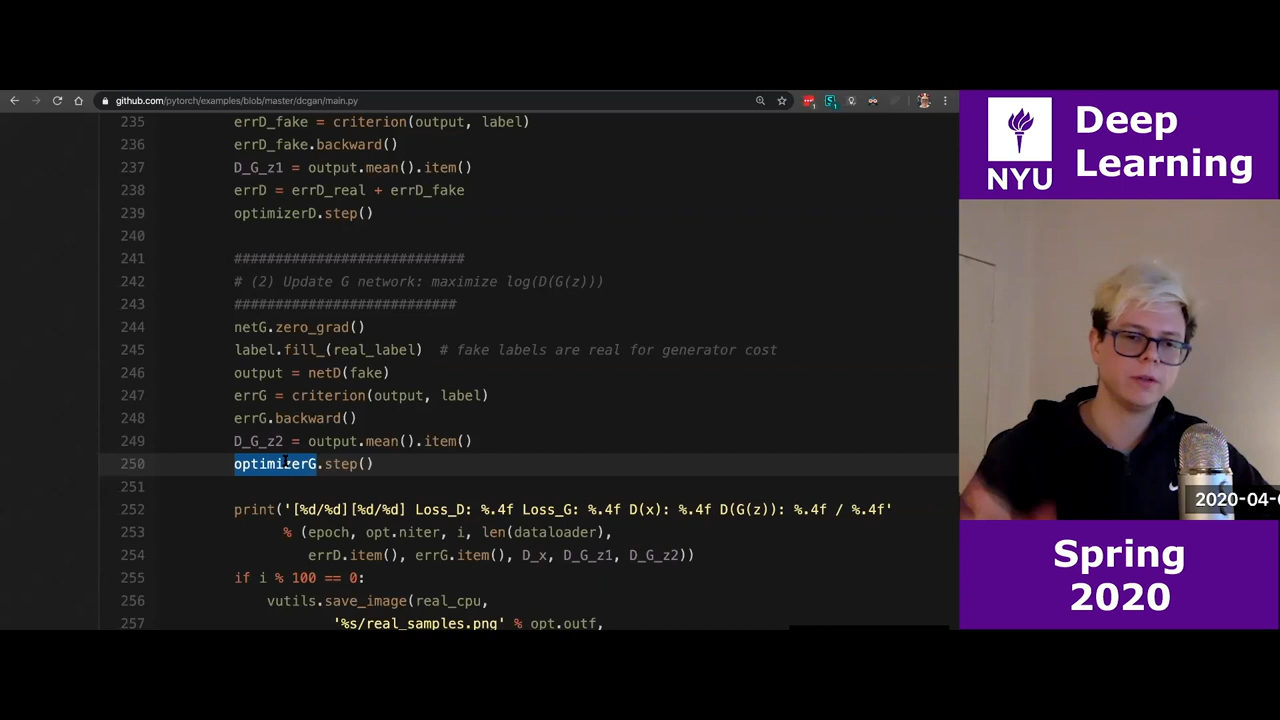 github.com/pytorch/examples/blob/master/dcgan/main.py
235 errD_fake = criterion(output, label)
236 errD_fake.backward()
237 D_G_z1 = output.mean().item()
238 errD = errD_real + errD_fake
239 optimizerD.step()
240
241 ############################
242 # (2) Update G network: maximize log(D(G(z)))
243 ###########################
244 netG.zero_grad()
245 label.fill_(real_label)  # fake labels are real for generator cost
246 output = netD(fake)
247 errG = criterion(output, label)
248 errG.backward()
249 D_G_z2 = output.mean().item()
250 optimizerG.step()
251
252 print('[%d/%d][%d/%d] Loss_D: %.4f Loss_G: %.4f D(x): %.4f D(G(z)): %.4f / %.4f'
253 % (epoch, opt.niter, i, len(dataloader),
254 errD.item(), errG.item(), D_x, D_G_z1, D_G_z2))
255 if i % 100 == 0:
256 vutils.save_image(real_cpu,
257 '%s/real_samples.png' % opt.outf,
NYU
Deep
Learning
2020-04-
Spring
2020